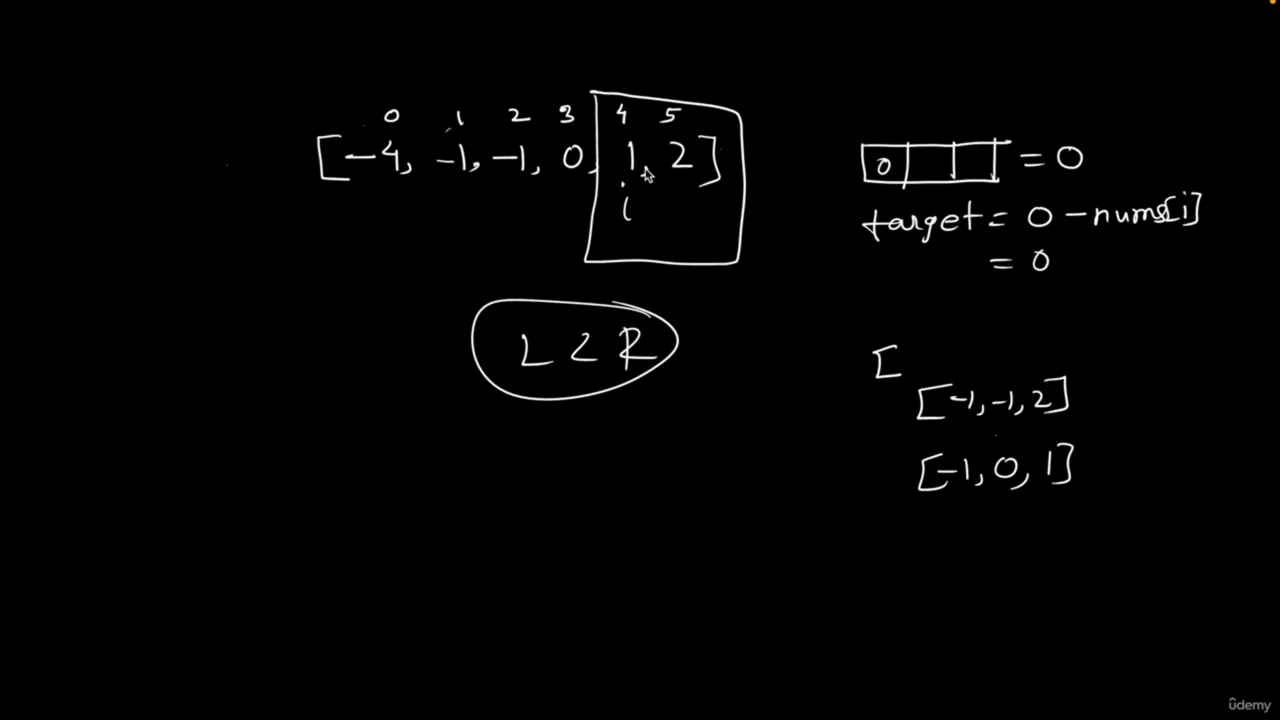 0 1 2 3 4 5
[-4, -1, -1, 0, 1, 2]
i
0 = 0
target = 0 - nums[i]
= 0
L < R
[
[-1, -1, 2]
[-1, 0, 1]
ûdemy